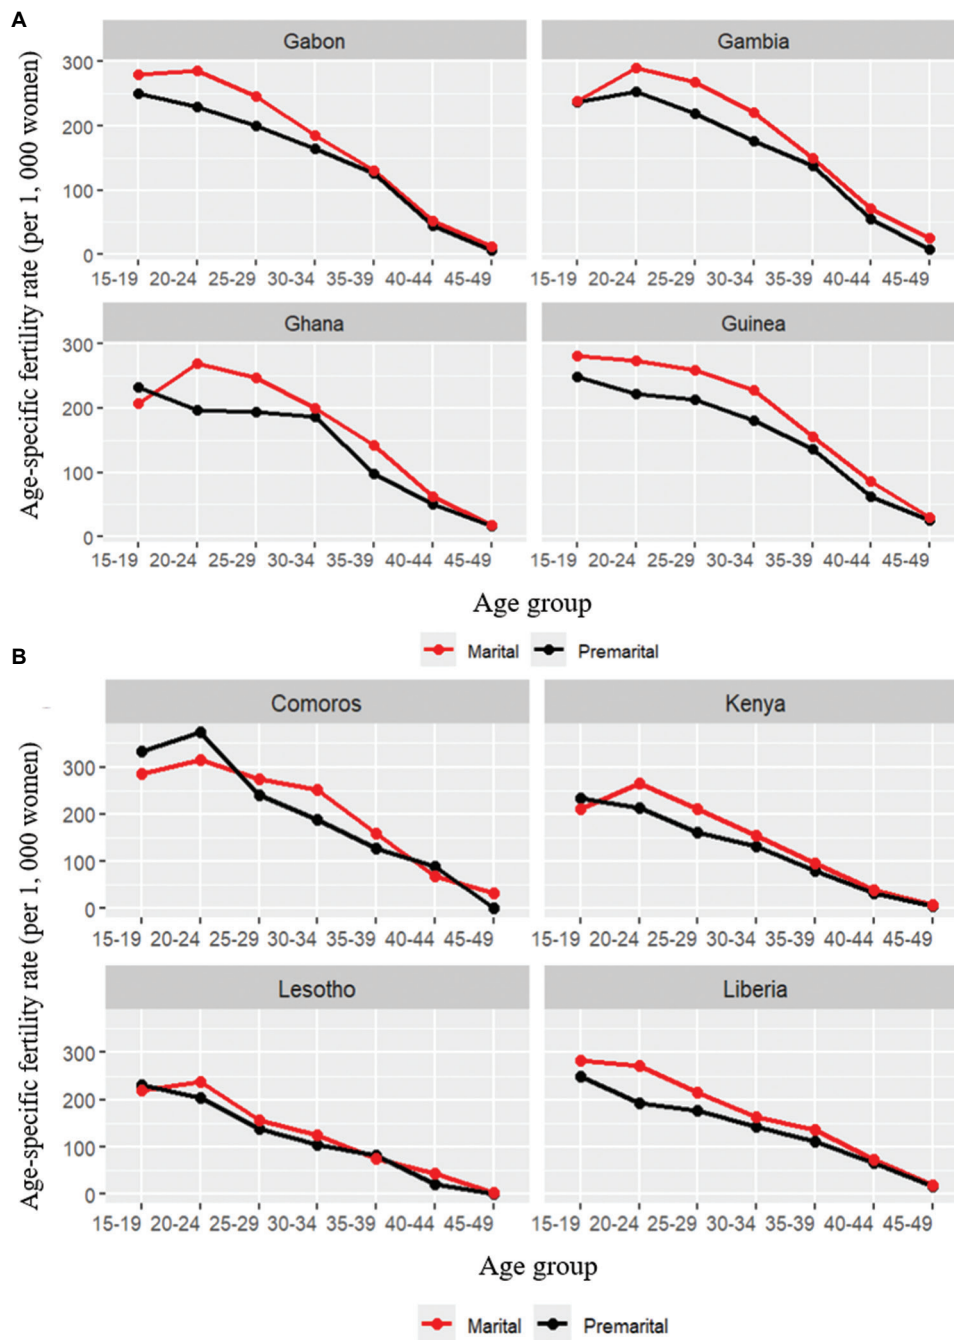 A
Age-specific fertility rate (per 1, 000 women)
Gabon
Gambia
300
200
100
0
15-19 20-24 25-29 30-34 35-39 40-44 45-49
15-19 20-24 25-29 30-34 35-39 40-44 45-49
Ghana
Guinea
300
200
100
0
15-19 20-24 25-29 30-34 35-39 40-44 45-49
15-19 20-24 25-29 30-34 35-39 40-44 45-49
Age group
Marital Premarital
B
Age-specific fertility rate (per 1, 000 women)
Comoros
Kenya
300
200
100
0
15-19 20-24 25-29 30-34 35-39 40-44 45-49
15-19 20-24 25-29 30-34 35-39 40-44 45-49
Lesotho
Liberia
300
200
100
0
15-19 20-24 25-29 30-34 35-39 40-44 45-49
15-19 20-24 25-29 30-34 35-39 40-44 45-49
Age group
Marital Premarital